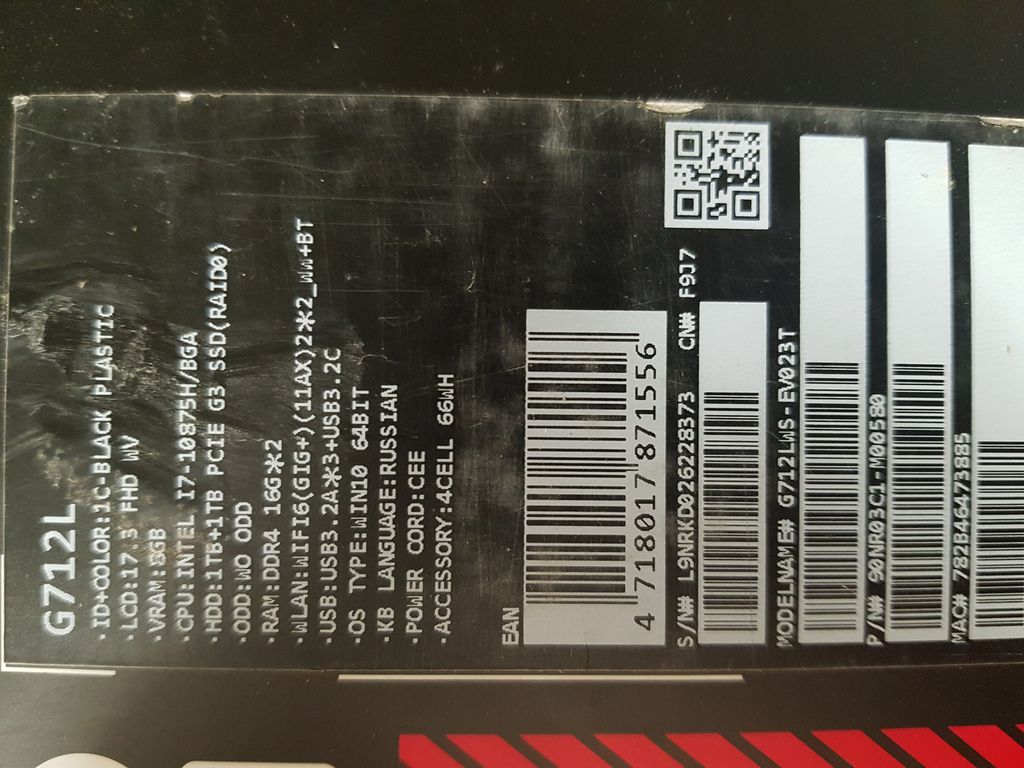 G712L
·ID+COLOR:1C-BLACK PLASTIC
·LCD:17.3 FHD WV
·VRAM:8GB
·CPU:INTEL I7-10875H/BGA
·HDD:1TB+1TB PCIE G3 SSD(RAID0)
·ODD:WO ODD
·RAM:DDR4 16G*2
·WLAN:WIFI6(GIG+)(11AX)2*2_WW+BT
·USB:USB3.2A*3+USB3.2C
·OS TYPE:WIN10 64BIT
·KB LANGUAGE:RUSSIAN
·POWER CORD:CEE
·ACCESSORY:4CELL 66WH
EAN
4 718017 871556
S/N# L9NRKD026228373 CN# F9J7
MODELNAME# G712LWS-EV023T
P/N# 90NR03C1-M00580
MAC# 782B46473885